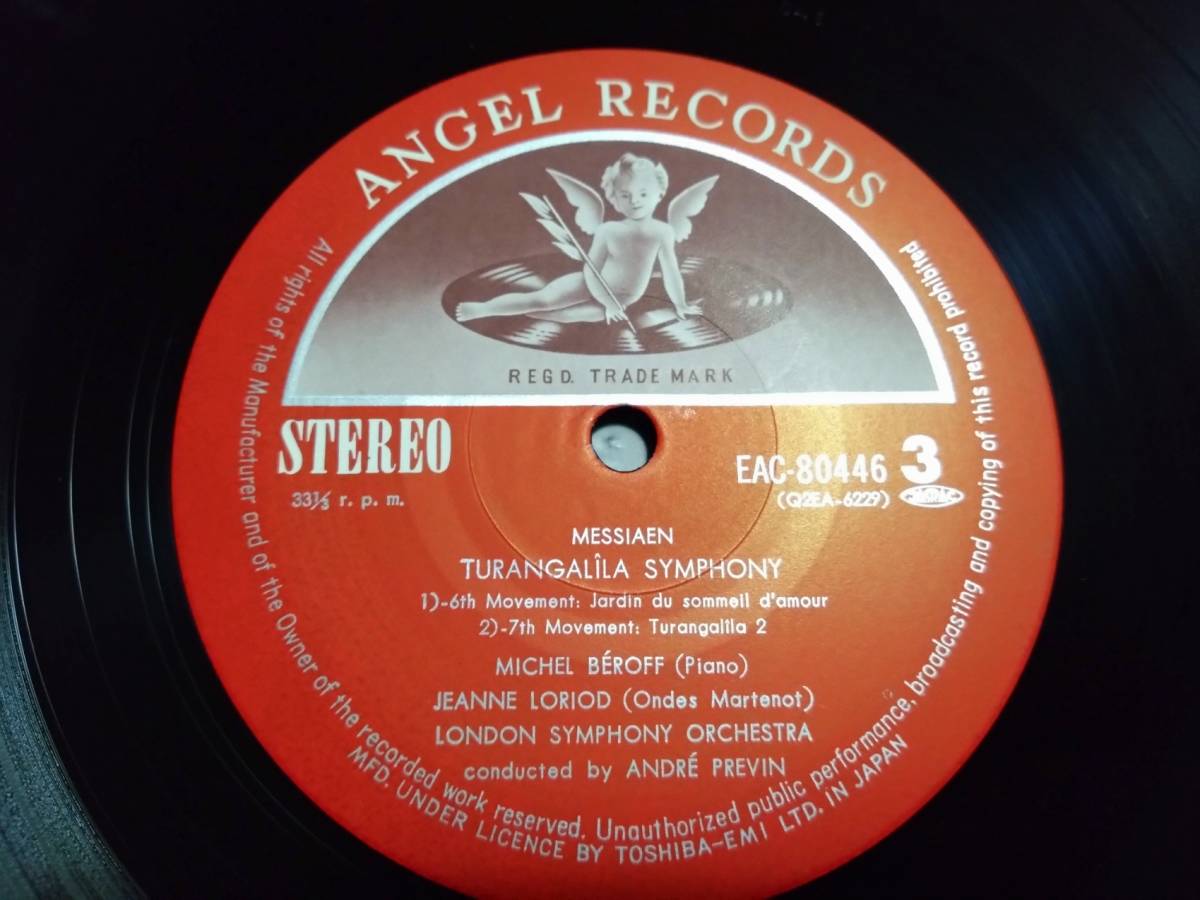 ANGEL RECORDS
REGD. TRADE MARK
STEREO
33⅓ r. p. m.
EAC-80446 3
(Q2EA-6229)
MESSIAEN
TURANGALÎLA SYMPHONY
1)-6th Movement: Jardin du sommeil d'amour
2)-7th Movement: Turangalîla 2
MICHEL BÉROFF (Piano)
JEANNE LORIOD (Ondes Martenot)
LONDON SYMPHONY ORCHESTRA
conducted by ANDRÉ PREVIN
All rights of the Manufacturer and of the Owner of the recorded work reserved. Unauthorized public performance, broadcasting and copying of this record prohibited
MFD. UNDER LICENCE BY TOSHIBA-EMI LTD. IN JAPAN